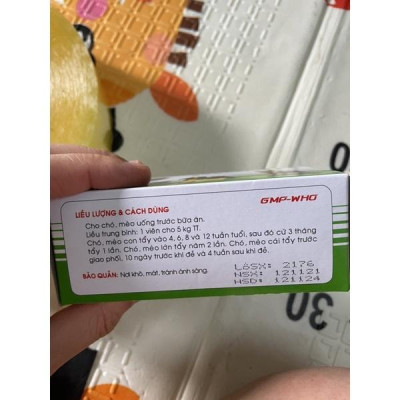 LIỀU LƯỢNG & CÁCH DÙNG
GMP-WHO
Cho chó, mèo uống trước bữa ăn.
Liều trung bình: 1 viên cho 5 kg TT.
Chó, mèo con tẩy vào 4, 6, 8 và 12 tuần tuổi, sau đó cứ 3 tháng
tẩy 1 lần. Chó, mèo lớn tẩy năm 2 lần. Chó, mèo cái tẩy trước
giao phối, 10 ngày trước khi đẻ và 4 tuần sau khi đẻ.
BẢO QUẢN: Nơi khô, mát, tránh ánh sáng.
LôSX: 2176
NSX: 121121
HSD: 121124
30